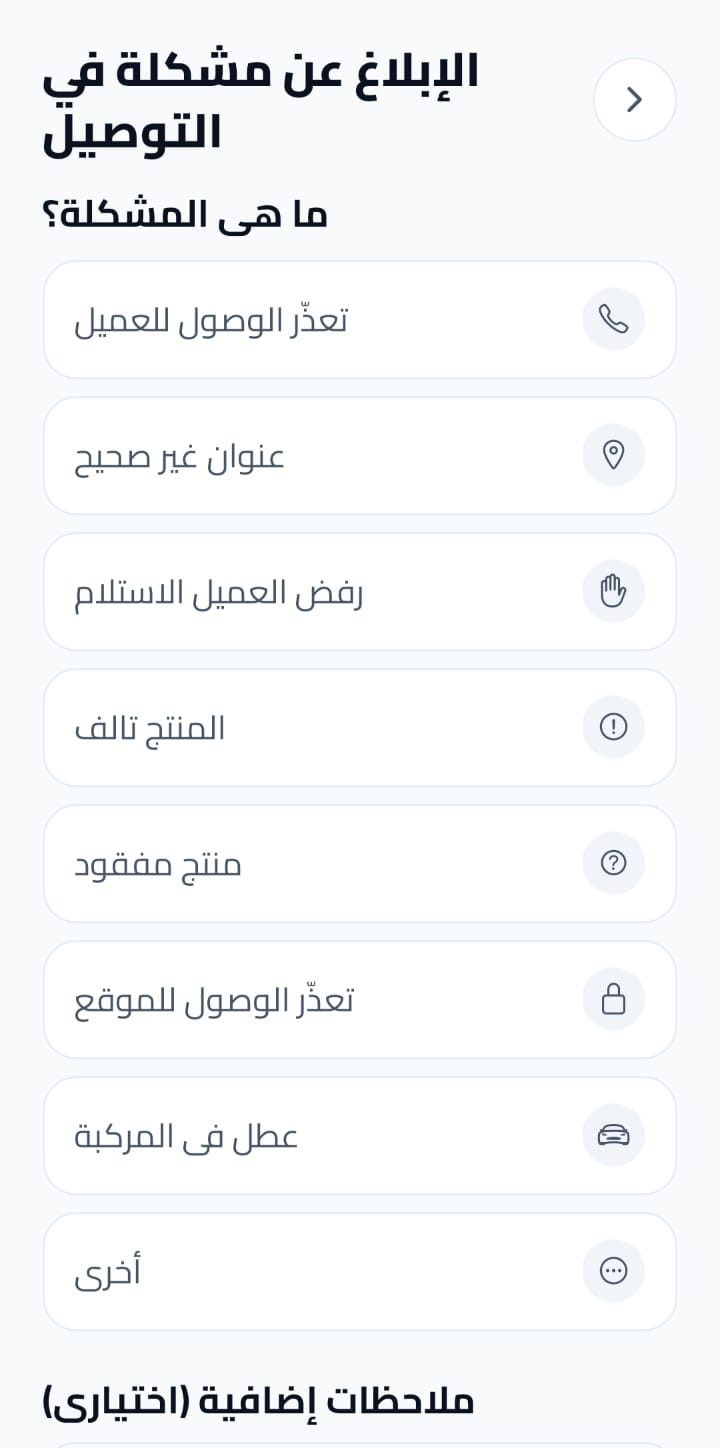 الإبلاغ عن مشكلة في
التوصيل
ما هى المشكلة؟
تعذّر الوصول للعميل
عنوان غير صحيح
رفض العميل الاستلام
المنتج تالف
منتج مفقود
تعذّر الوصول للموقع
عطل فى المركبة
أخرى
ملاحظات إضافية (اختيارى)